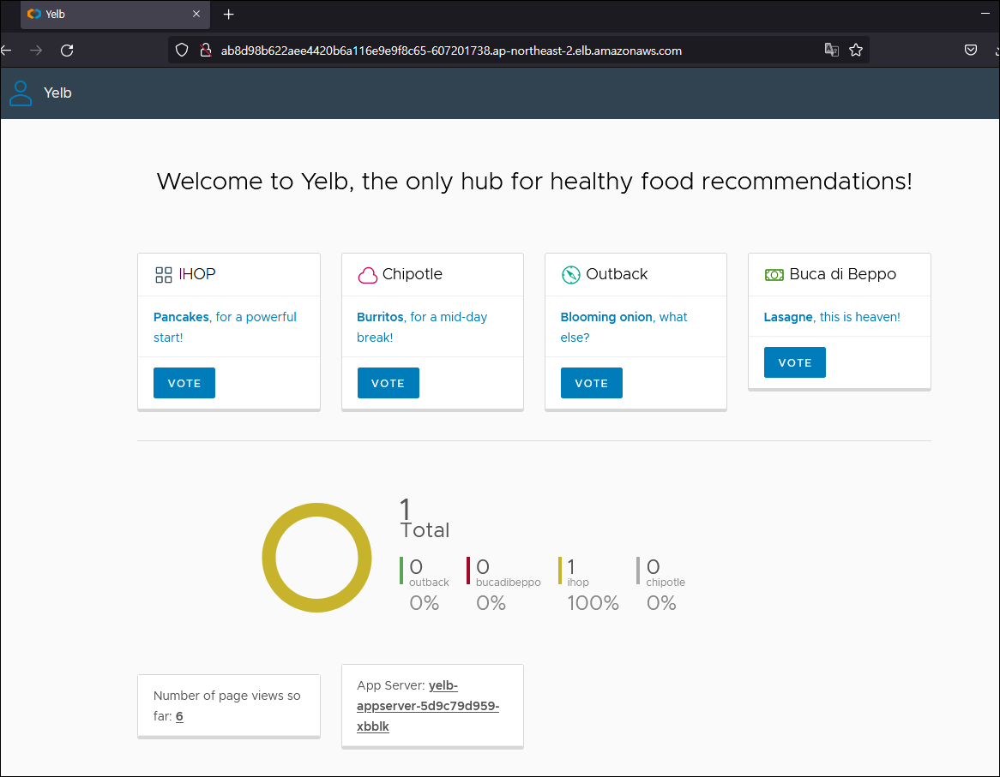 Yelb
ab8d98b622aee4420b6a116e9e9f8c65-607201738.ap-northeast-2.elb.amazonaws.com
Yelb
Welcome to Yelb, the only hub for healthy food recommendations!
IHOP
Pancakes, for a powerful
start!
VOTE
Chipotle
Burritos, for a mid-day
break!
VOTE
Outback
Blooming onion, what
else?
VOTE
Buca di Beppo
Lasagne, this is heaven!
VOTE
1
Total
0
outback
0%
0
bucadibeppo
0%
1
ihop
100%
0
chipotle
0%
Number of page views so
far: 6
App Server: yelb-
appserver-5d9c79d959-
xbblk